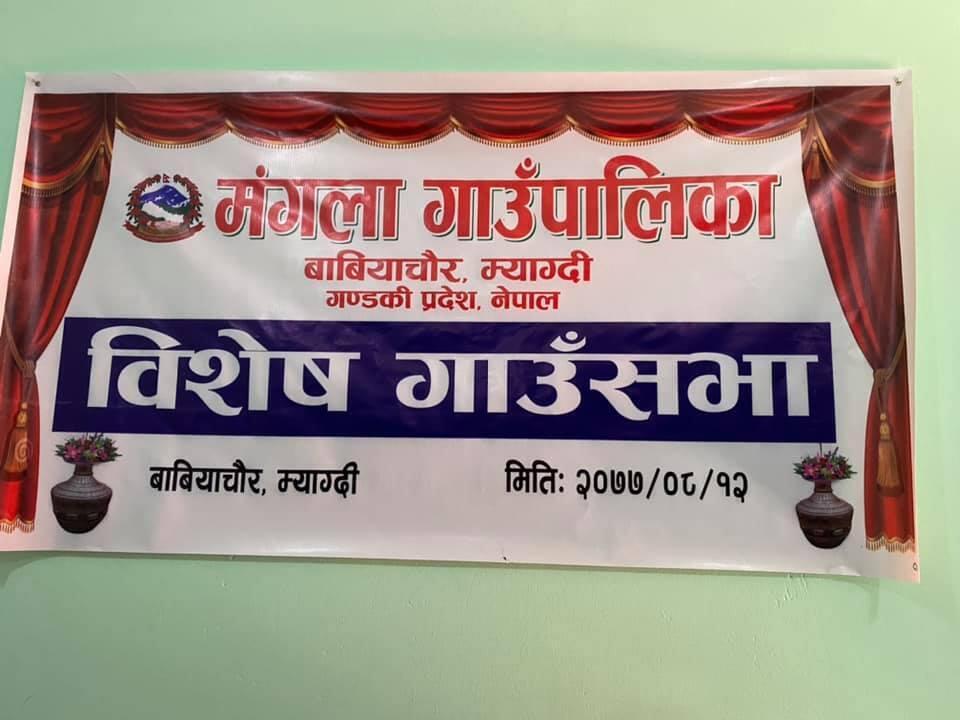 मंगला गाउँपालिका
बाबियाचौर, म्याग्दी
गण्डकी प्रदेश, नेपाल
विशेष गाउँसभा
बाबियाचौर, म्याग्दी मिति: २०७७/०८/१२